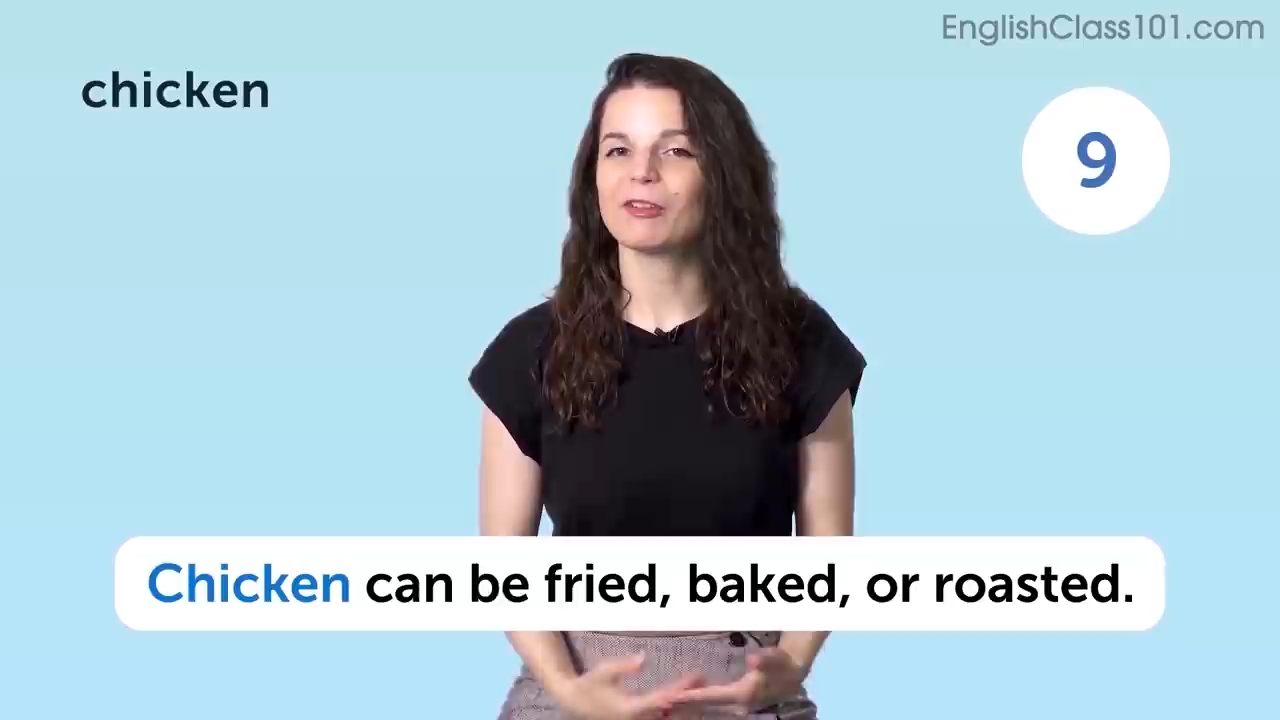 EnglishClass101.com
chicken
9
Chicken can be fried, baked, or roasted.